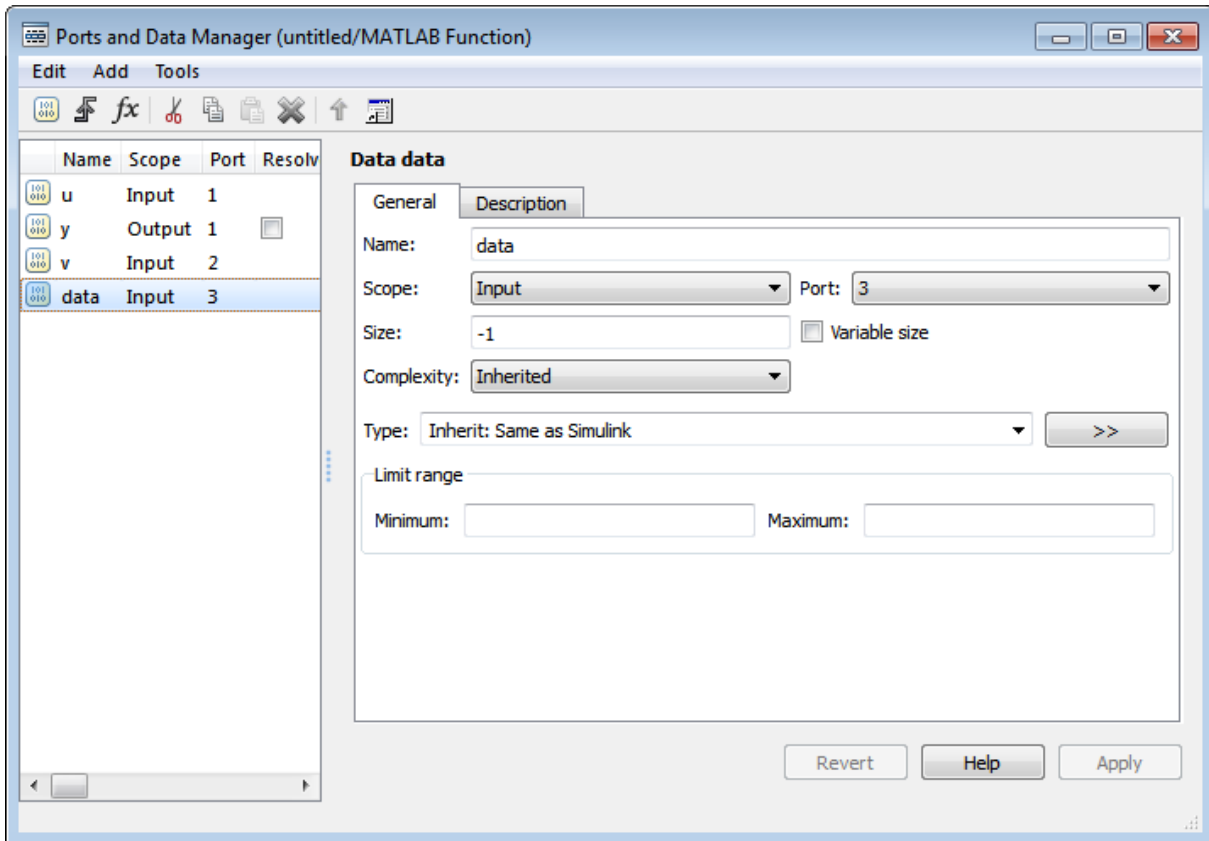 Ports and Data Manager (untitled/MATLAB Function)
Edit Add Tools
fx
Name Scope Port Resolv
u Input 1
y Output 1
v Input 2
data Input 3
Data data
General Description
Name: data
Scope: Input Port: 3
Size: -1 Variable size
Complexity: Inherited
Type: Inherit: Same as Simulink >>
Limit range
Minimum: Maximum:
Revert Help Apply